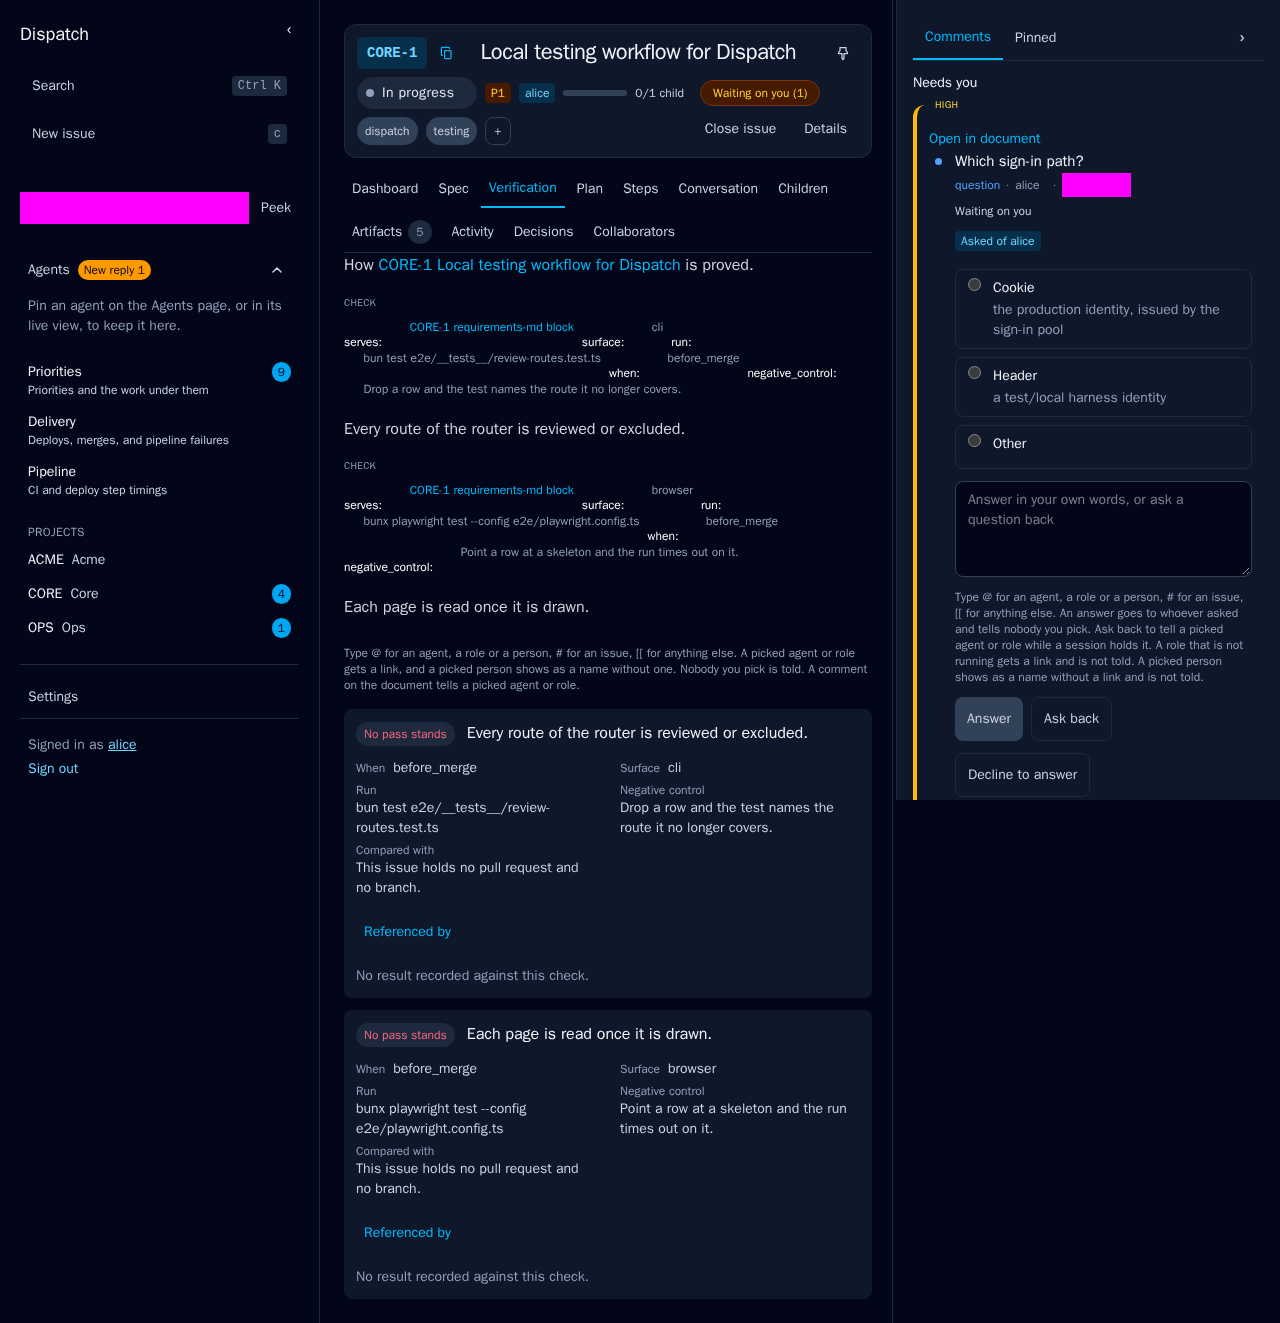 Dispatch
Search
Ctrl K
New issue
C
Peek
Agents
New reply 1
Pin an agent on the Agents page, or in its
live view, to keep it here.
Priorities
9
Priorities and the work under them
Delivery
Deploys, merges, and pipeline failures
Pipeline
CI and deploy step timings
PROJECTS
ACME Acme
CORE Core
4
OPS Ops
1
Settings
Signed in as alice
Sign out
CORE-1
Local testing workflow for Dispatch
In progress
P1
alice
0/1 child
Waiting on you (1)
dispatch
testing
+
Close issue
Details
Dashboard
Spec
Verification
Plan
Steps
Conversation
Children
Artifacts 5
Activity
Decisions
Collaborators
How CORE-1 Local testing workflow for Dispatch is proved.
CHECK
CORE-1 requirements-md block
cli
serves:
surface:
run:
bun test e2e/__tests__/review-routes.test.ts
before_merge
when:
negative_control:
Drop a row and the test names the route it no longer covers.
Every route of the router is reviewed or excluded.
CHECK
CORE-1 requirements-md block
browser
serves:
surface:
run:
bunx playwright test --config e2e/playwright.config.ts
before_merge
when:
Point a row at a skeleton and the run times out on it.
negative_control:
Each page is read once it is drawn.
Type @ for an agent, a role or a person, # for an issue, [[ for anything else. A picked agent or role
gets a link, and a picked person shows as a name without one. Nobody you pick is told. A comment
on the document tells a picked agent or role.
No pass stands
Every route of the router is reviewed or excluded.
When before_merge
Surface cli
Run
bun test e2e/__tests__/review-
routes.test.ts
Negative control
Drop a row and the test names the
route it no longer covers.
Compared with
This issue holds no pull request and
no branch.
Referenced by
No result recorded against this check.
No pass stands
Each page is read once it is drawn.
When before_merge
Surface browser
Run
bunx playwright test --config
e2e/playwright.config.ts
Negative control
Point a row at a skeleton and the run
times out on it.
Compared with
This issue holds no pull request and
no branch.
Referenced by
No result recorded against this check.
Comments
Pinned
Needs you
HIGH
Open in document
Which sign-in path?
question · alice ·
Waiting on you
Asked of alice
Cookie
the production identity, issued by the
sign-in pool
Header
a test/local harness identity
Other
Answer in your own words, or ask a
question back
Type @ for an agent, a role or a person, # for an issue,
[[ for anything else. An answer goes to whoever asked
and tells nobody you pick. Ask back to tell a picked
agent or role while a session holds it. A role that is not
running gets a link and is not told. A picked person
shows as a name without a link and is not told.
Answer
Ask back
Decline to answer